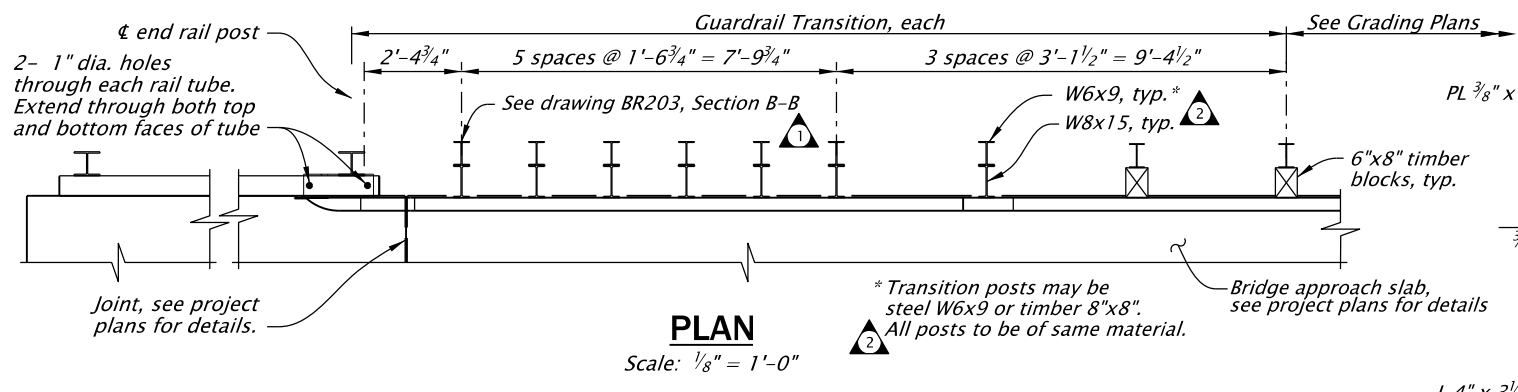 Guardrail Transition, each
See Grading Plans
℄ end rail post
2'-4¾"
5 spaces @ 1'-6¾" = 7'-9¾"
3 spaces @ 3'-1½" = 9'-4½"
2- 1" dia. holes
through each rail tube.
Extend through both top
and bottom faces of tube
See drawing BR203, Section B-B
1
W6x9, typ.*
W8x15, typ.
2
PL ⅜" x
6"x8" timber
blocks, typ.
Joint, see project
plans for details.
* Transition posts may be
steel W6x9 or timber 8"x8".
All posts to be of same material.
2
Bridge approach slab,
see project plans for details
PLAN
Scale: ⅛" = 1'-0"